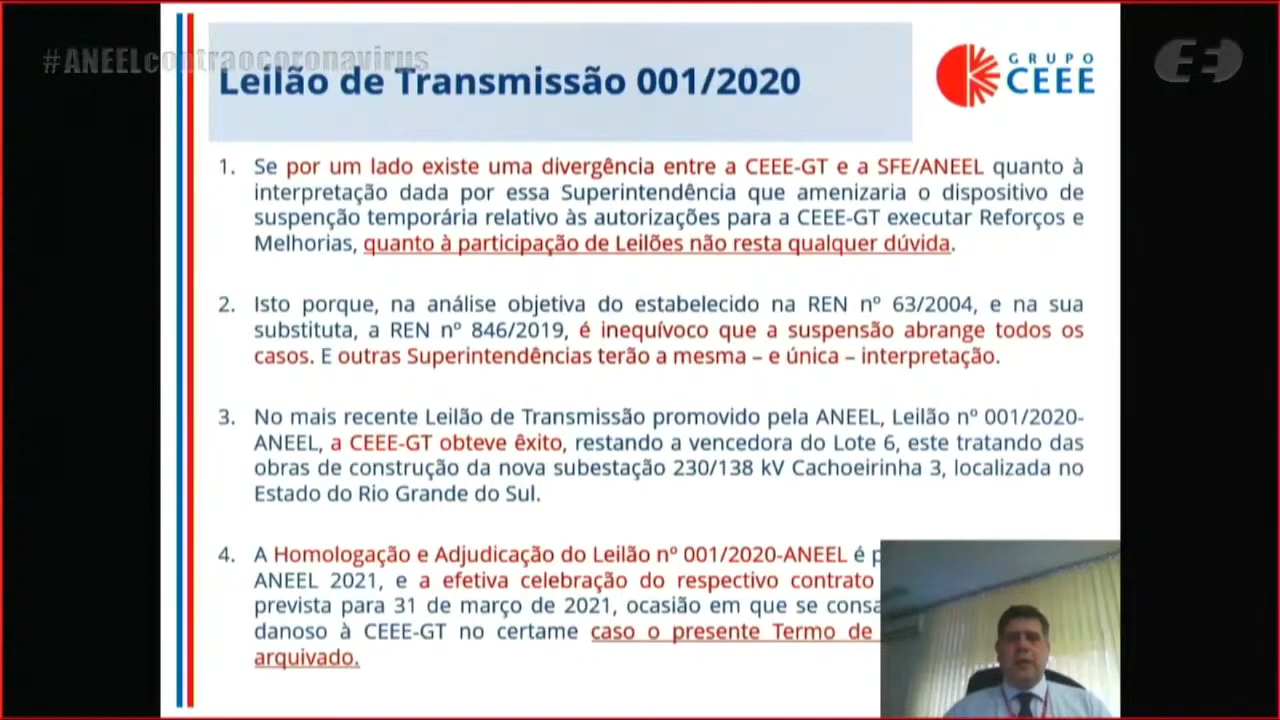 #ANEELcontraocoronavirus
Leilão de Transmissão 001/2020
GRUPO
CEEE
1. Se por um lado existe uma divergência entre a CEEE-GT e a SFE/ANEEL quanto à
interpretação dada por essa Superintendência que amenizaria o dispositivo de
suspenção temporária relativo às autorizações para a CEEE-GT executar Reforços e
Melhorias, quanto à participação de Leilões não resta qualquer dúvida.
2. Isto porque, na análise objetiva do estabelecido na REN nº 63/2004, e na sua
substituta, a REN nº 846/2019, é inequívoco que a suspensão abrange todos os
casos. E outras Superintendências terão a mesma – e única – interpretação.
3. No mais recente Leilão de Transmissão promovido pela ANEEL, Leilão nº 001/2020-
ANEEL, a CEEE-GT obteve êxito, restando a vencedora do Lote 6, este tratando das
obras de construção da nova subestação 230/138 kV Cachoeirinha 3, localizada no
Estado do Rio Grande do Sul.
4. A Homologação e Adjudicação do Leilão nº 001/2020-ANEEL é
ANEEL 2021, e a efetiva celebração do respectivo contrato
prevista para 31 de março de 2021, ocasião em que se
danoso à CEEE-GT no certame caso o presente Termo de
arquivado.